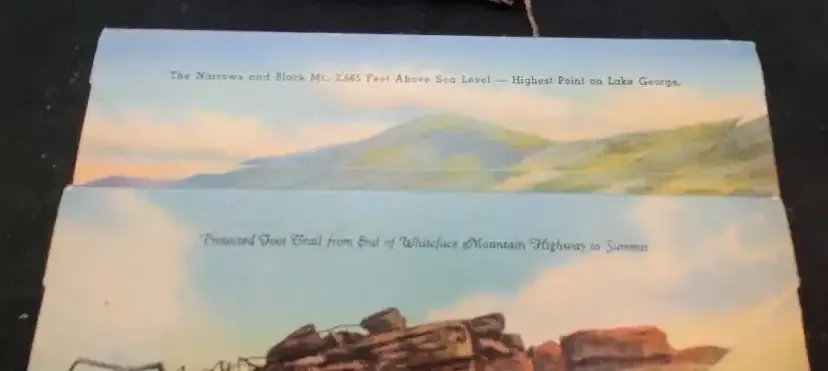 The Narrows and Black Mt. 2,665 Feet Above Sea Level — Highest Point on Lake George.
Protected Foot Trail from End of Whiteface Mountain Highway to Summit